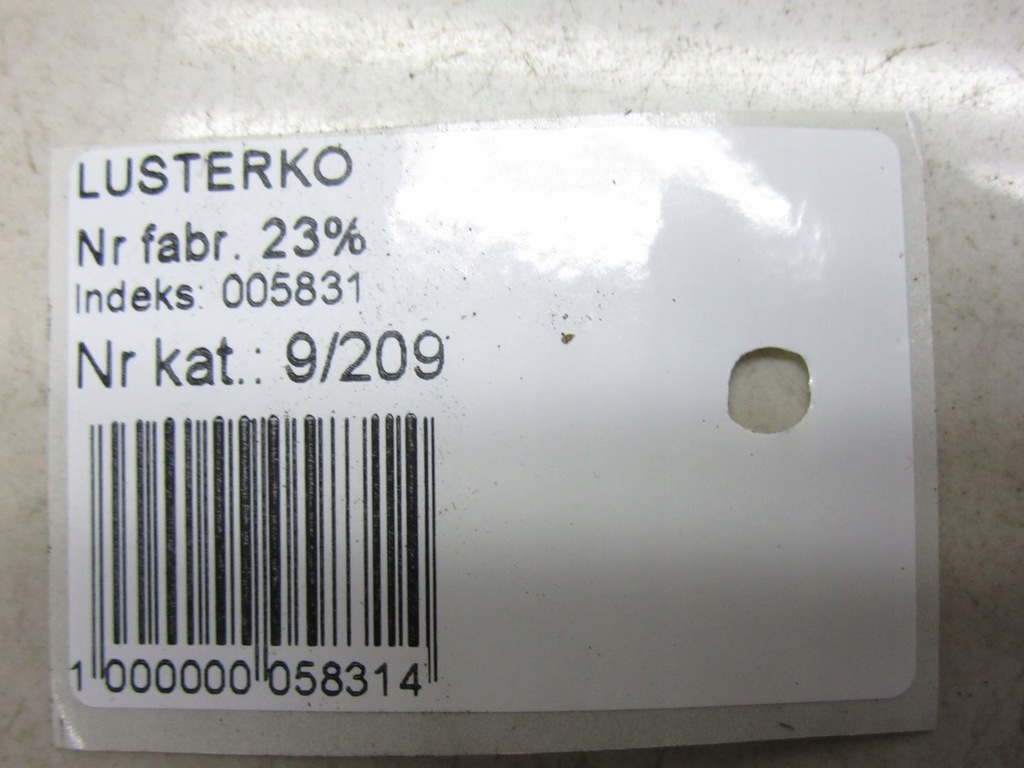 LUSTERKO
Nr fabr. 23%
Indeks: 005831
Nr kat.: 9/209
1 000000 058314